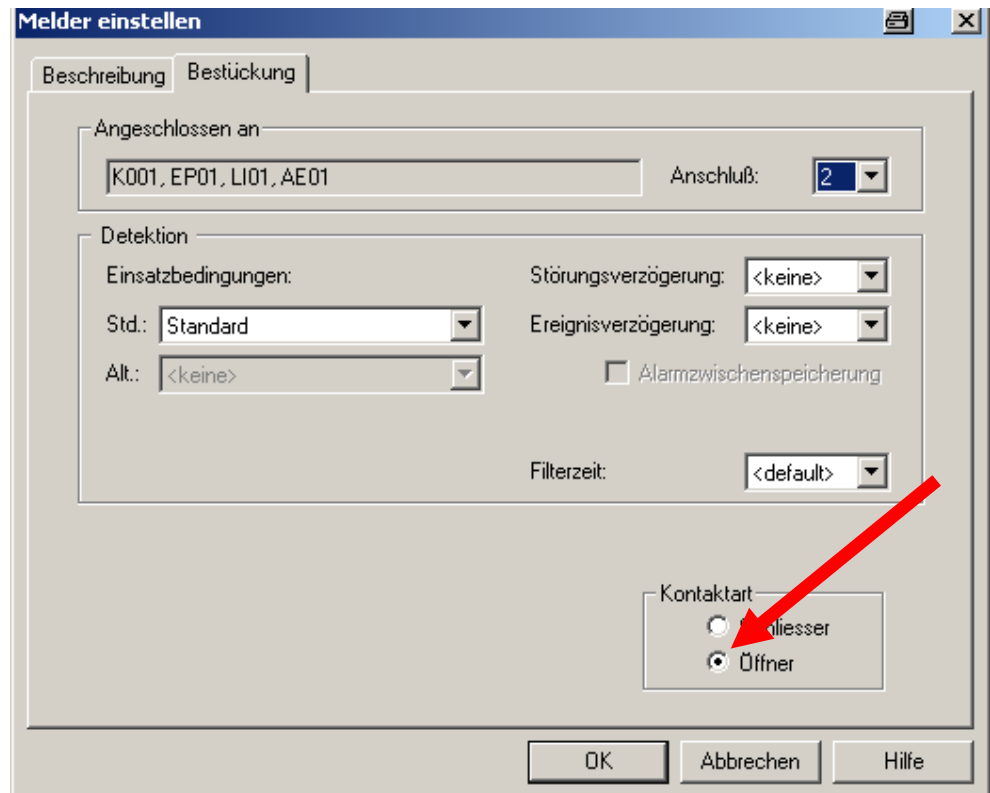 Melder einstellen
Beschreibung Bestückung
Angeschlossen an
K001, EP01, LI01, AE01 Anschluß: 2
Detektion
Einsatzbedingungen: Störungsverzögerung: <keine>
Std.: Standard Ereignisverzögerung: <keine>
Alt.: <keine> Alarmzwischenspeicherung
Filterzeit: <default>
Kontaktart
Schliesser
Öffner
OK Abbrechen Hilfe